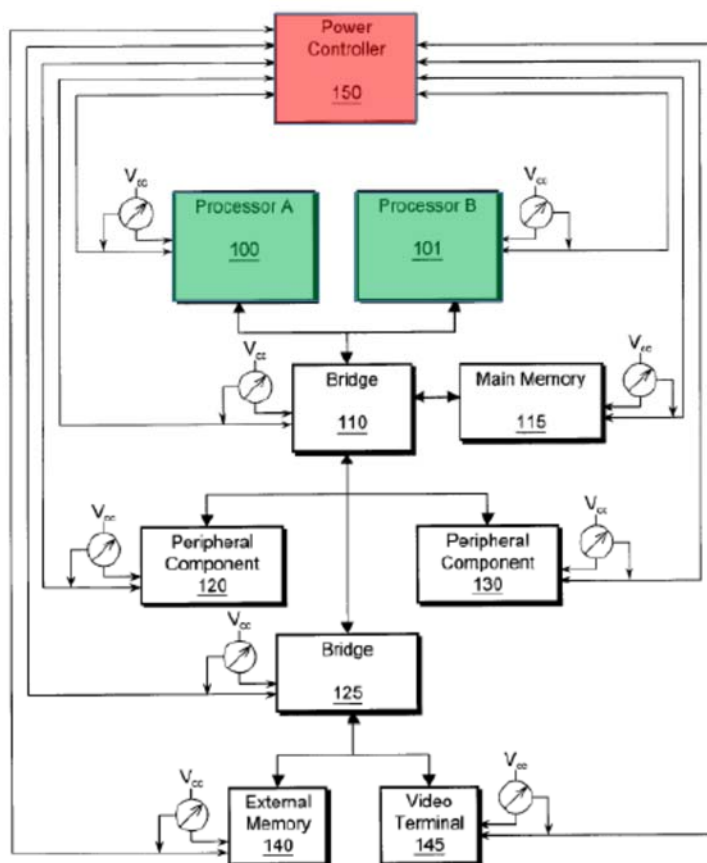 Power
Controller
150
Vcc
Vcc
Processor A
100
Processor B
101
Vcc
Vcc
Bridge
110
Main Memory
115
Vcc
Vcc
Peripheral
Component
120
Peripheral
Component
130
Vcc
Bridge
125
Vcc
Vcc
External
Memory
140
Video
Terminal
145